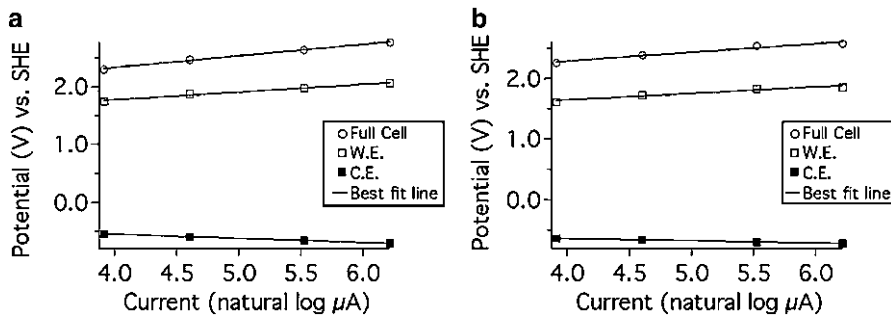 a
Potential (V) vs. SHE
2.0
1.0
0.0
Full Cell
W.E.
C.E.
Best fit line
4.0 4.5 5.0 5.5 6.0
Current (natural log µA)
b
Potential (V) vs. SHE
2.0
1.0
0.0
Full Cell
W.E.
C.E.
Best fit line
4.0 4.5 5.0 5.5 6.0
Current (natural log µA)